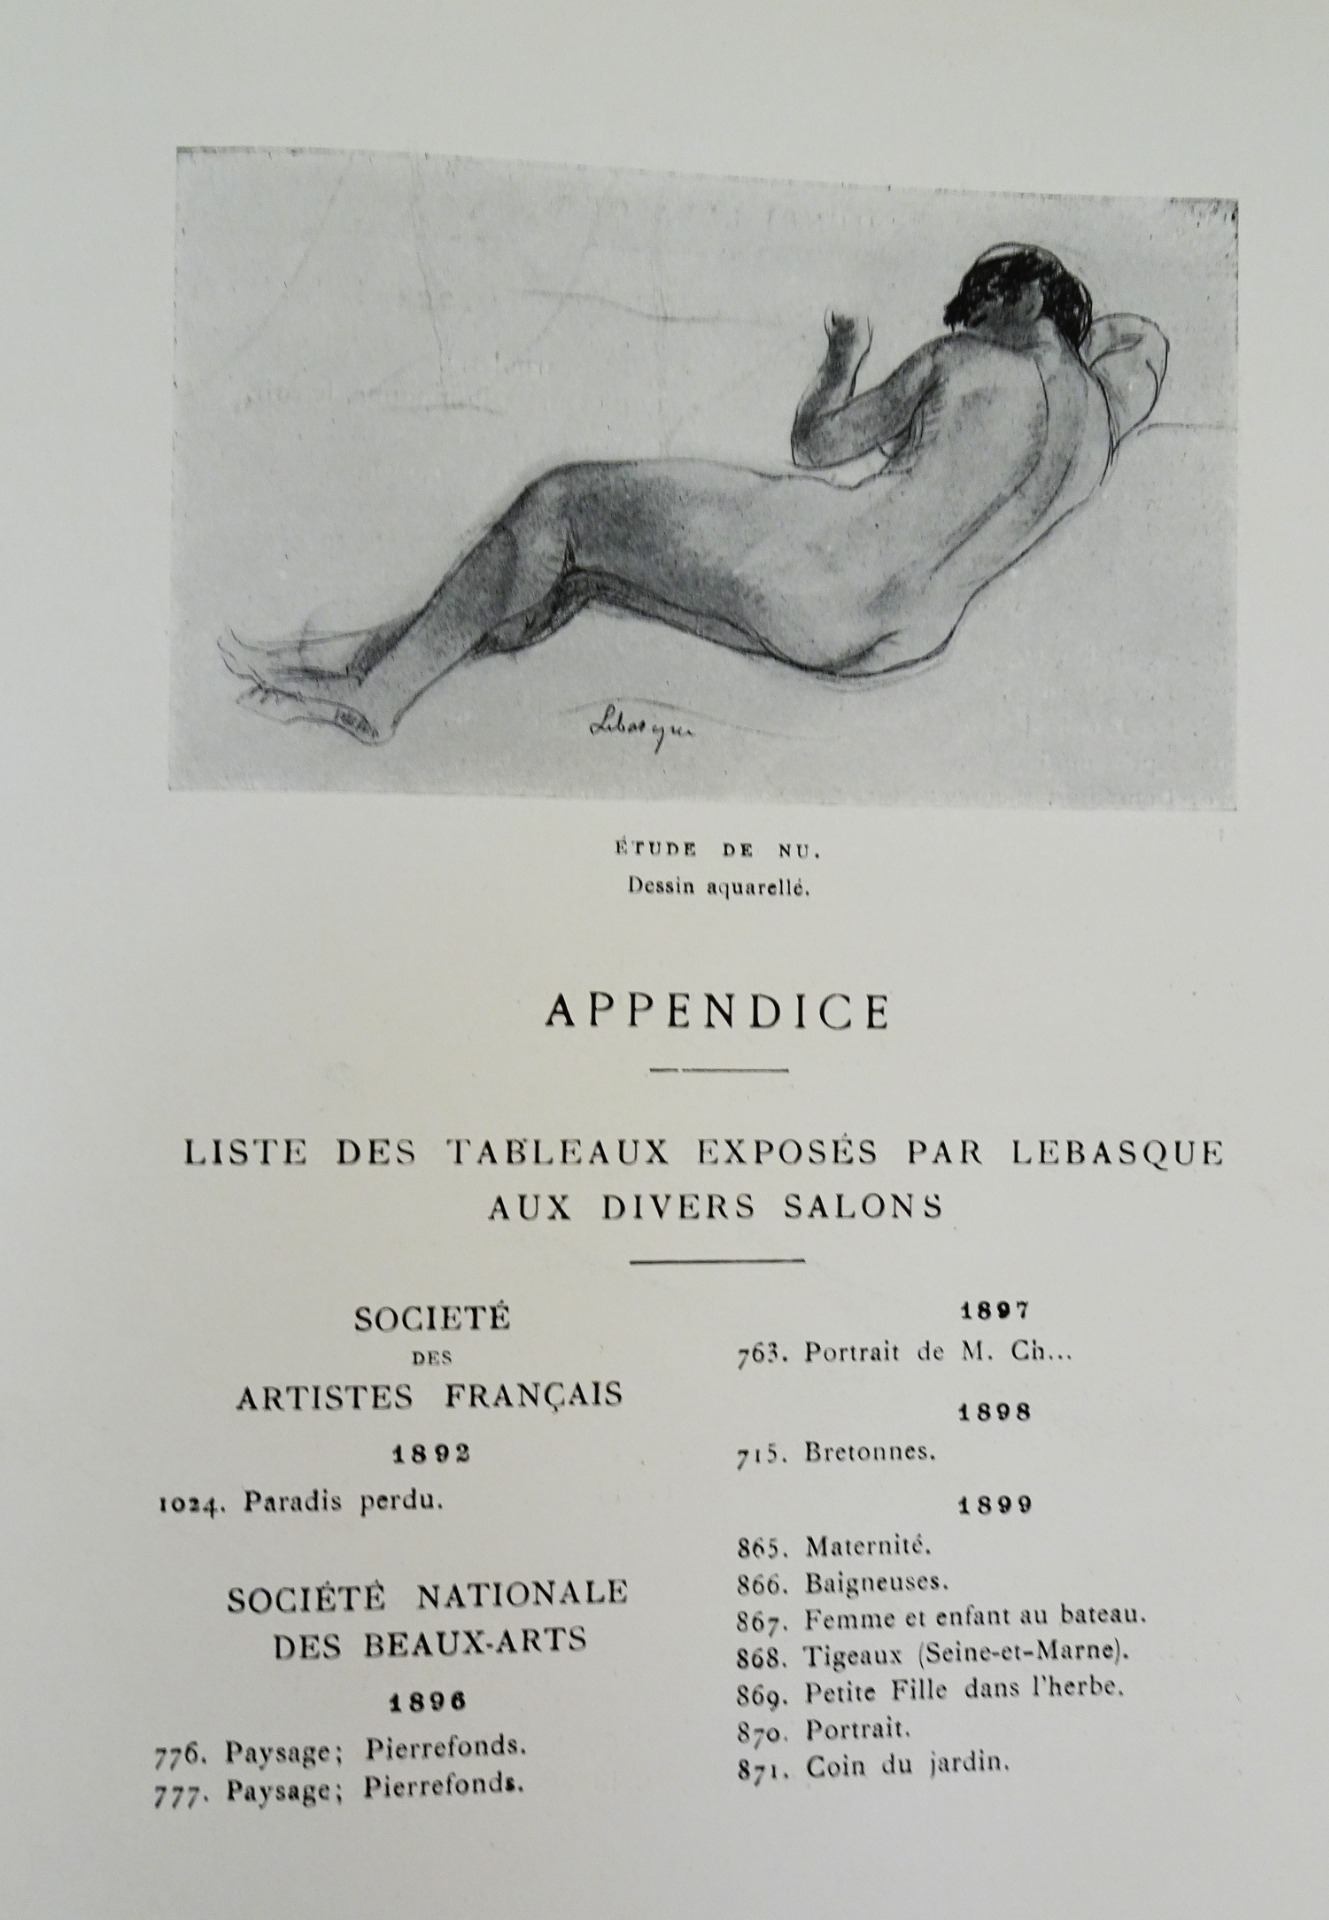 Lebasque
ÉTUDE DE NU.
Dessin aquarellé.
APPENDICE
LISTE DES TABLEAUX EXPOSÉS PAR LEBASQUE
AUX DIVERS SALONS
SOCIETÉ
DES
ARTISTES FRANÇAIS
1892
1024. Paradis perdu.
SOCIÉTÉ NATIONALE
DES BEAUX-ARTS
1896
776. Paysage; Pierrefonds.
777. Paysage; Pierrefonds.
1897
763. Portrait de M. Ch...
1898
715. Bretonnes.
1899
865. Maternité.
866. Baigneuses.
867. Femme et enfant au bateau.
868. Tigeaux (Seine-et-Marne).
869. Petite Fille dans l'herbe.
870. Portrait.
871. Coin du jardin.